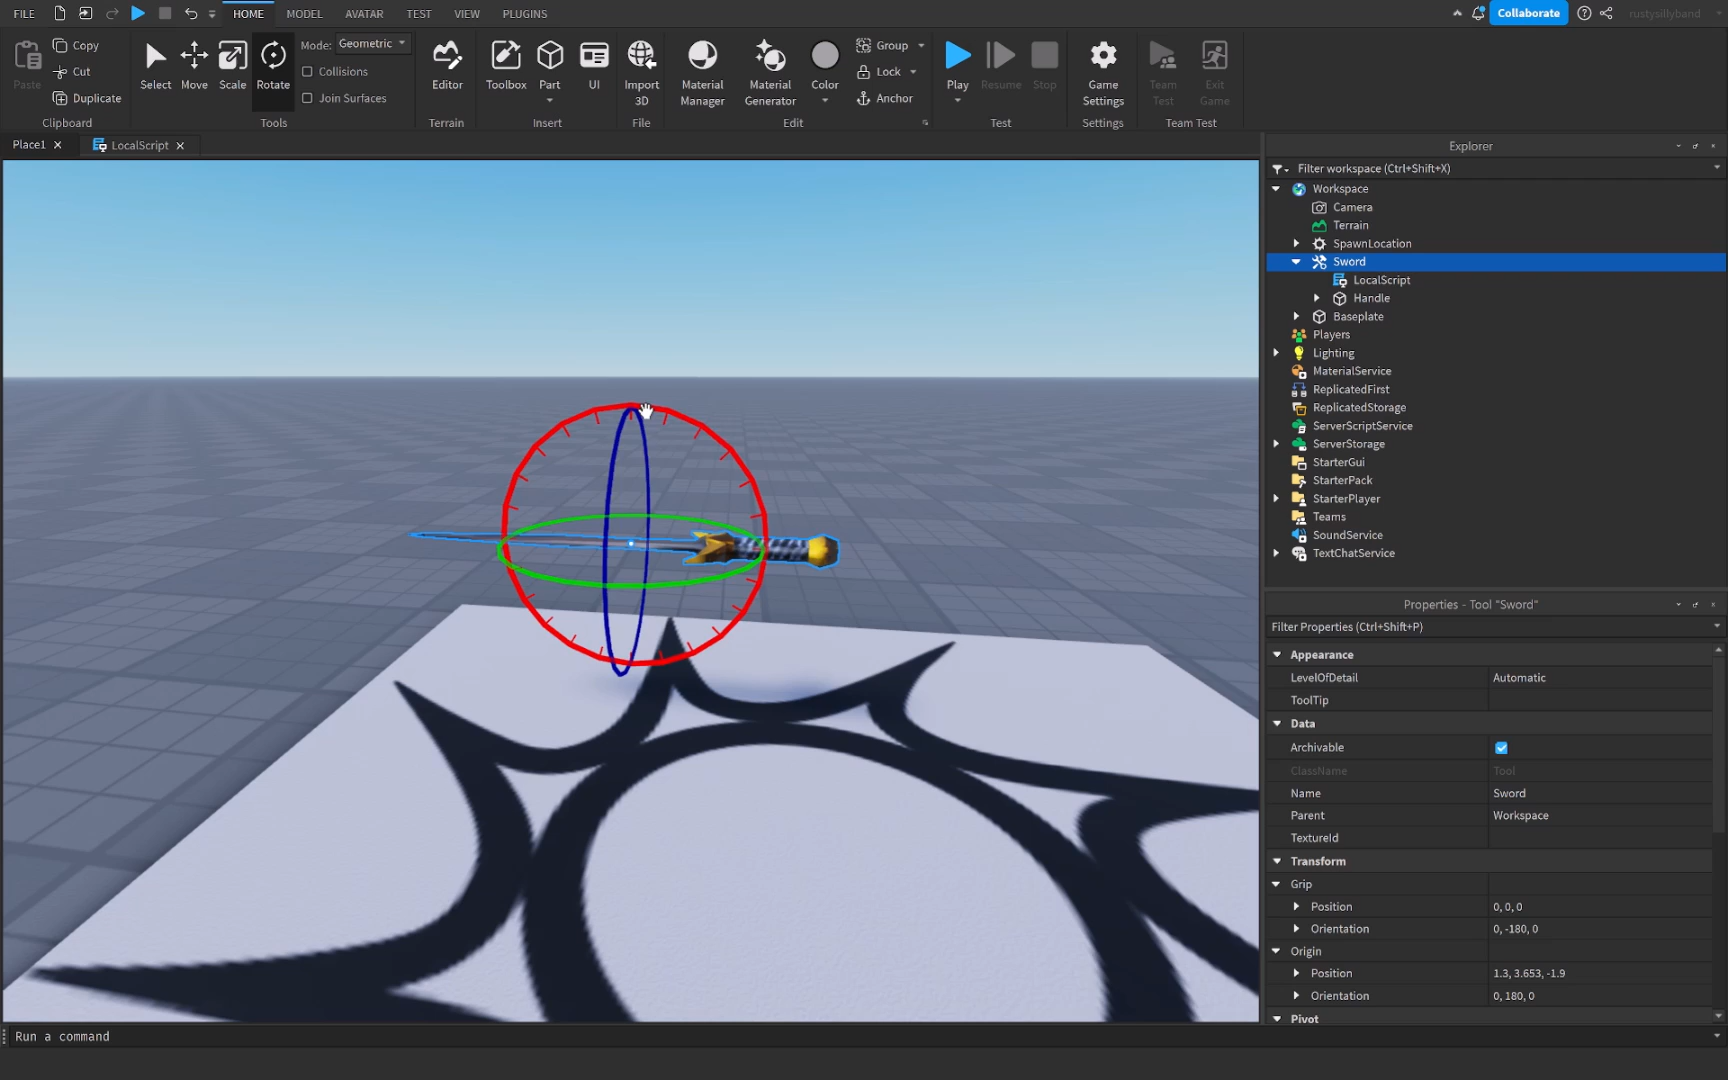 FILE HOME MODEL AVATAR TEST VIEW PLUGINS Collaborate rustysillyband
Paste Copy Cut Duplicate Clipboard
Select Move Scale Rotate Mode: Geometric Collisions Join Surfaces Tools
Editor Terrain
Toolbox Part UI Insert
Import 3D File
Material Manager Material Generator Color Group Lock Anchor Edit
Play Resume Stop Test
Game Settings Settings
Team Test Exit Game Team Test
Place1 LocalScript
Explorer
Filter workspace (Ctrl+Shift+X)
Workspace
Camera
Terrain
SpawnLocation
Sword
LocalScript
Handle
Baseplate
Players
Lighting
MaterialService
ReplicatedFirst
ReplicatedStorage
ServerScriptService
ServerStorage
StarterGui
StarterPack
StarterPlayer
Teams
SoundService
TextChatService
Properties - Tool "Sword"
Filter Properties (Ctrl+Shift+P)
Appearance
LevelOfDetail Automatic
ToolTip
Data
Archivable
ClassName Tool
Name Sword
Parent Workspace
TextureId
Transform
Grip
Position 0, 0, 0
Orientation 0, -180, 0
Origin
Position 1.3, 3.653, -1.9
Orientation 0, 180, 0
Pivot
Run a command